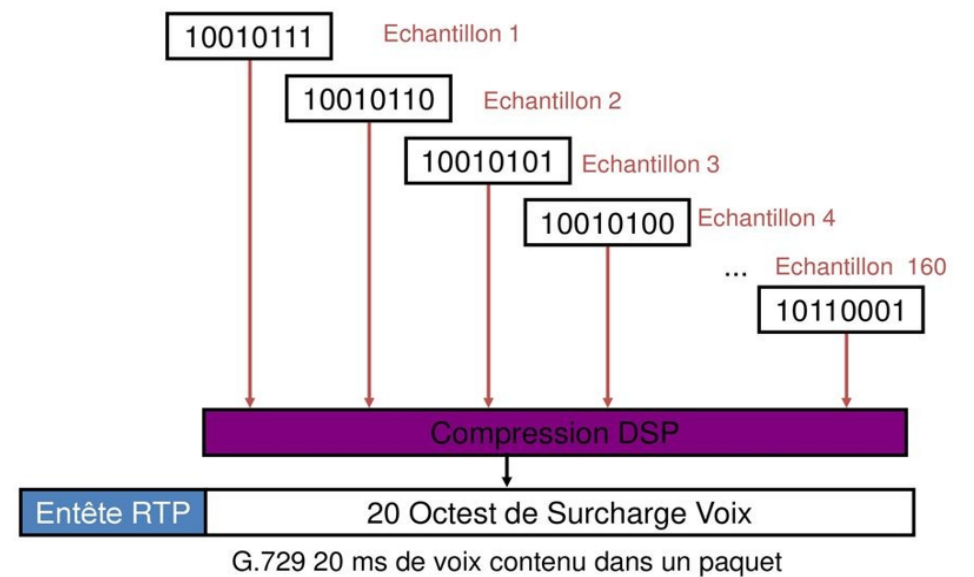 10010111 Echantillon 1
10010110 Echantillon 2
10010101 Echantillon 3
10010100 Echantillon 4
... Echantillon 160
10110001
Compression DSP
Entête RTP 20 Octest de Surcharge Voix
G.729 20 ms de voix contenu dans un paquet